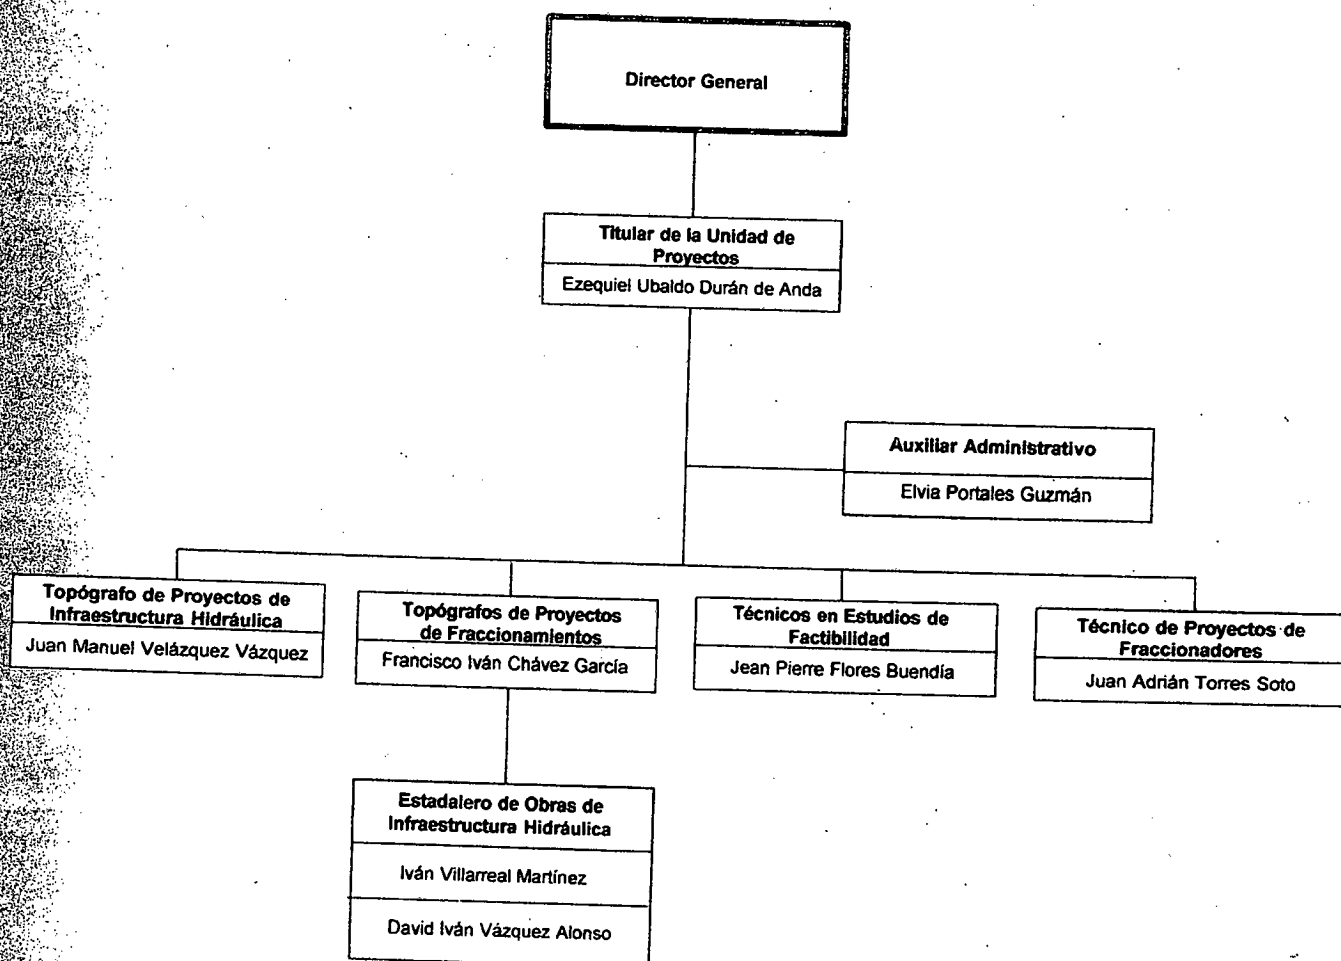 Director General
Titular de la Unidad de
Proyectos
Ezequiel Ubaldo Durán de Anda
Auxiliar Administrativo
Elvia Portales Guzmán
Topógrafo de Proyectos de
Infraestructura Hidráulica
Juan Manuel Velázquez Vázquez
Topógrafos de Proyectos
de Fraccionamientos
Francisco Iván Chávez García
Técnicos en Estudios de
Factibilidad
Jean Pierre Flores Buendía
Técnico de Proyectos de
Fraccionadores
Juan Adrián Torres Soto
Estadalero de Obras de
Infraestructura Hidráulica
Iván Villarreal Martínez
David Iván Vázquez Alonso